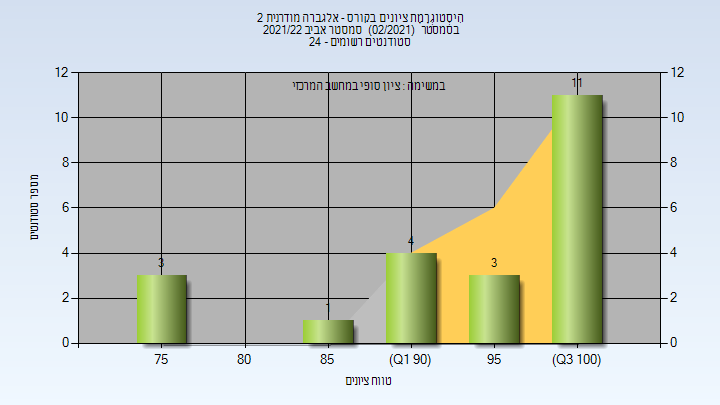 היסטוגרמת ציונים בקורס - אלגברה מודרנית 2
בסמסטר (02/2021) סמסטר אביב 2021/22
סטודנטים רשומים - 24
במשימה : ציון סופי במחשב המרכזי
12 12
10 10
8 8
6 6
4 4
2 2
0 0
3 1 4 3 11
מספר סטודנטים
75 80 85 (Q1 90) 95 (Q3 100)
טווח ציונים